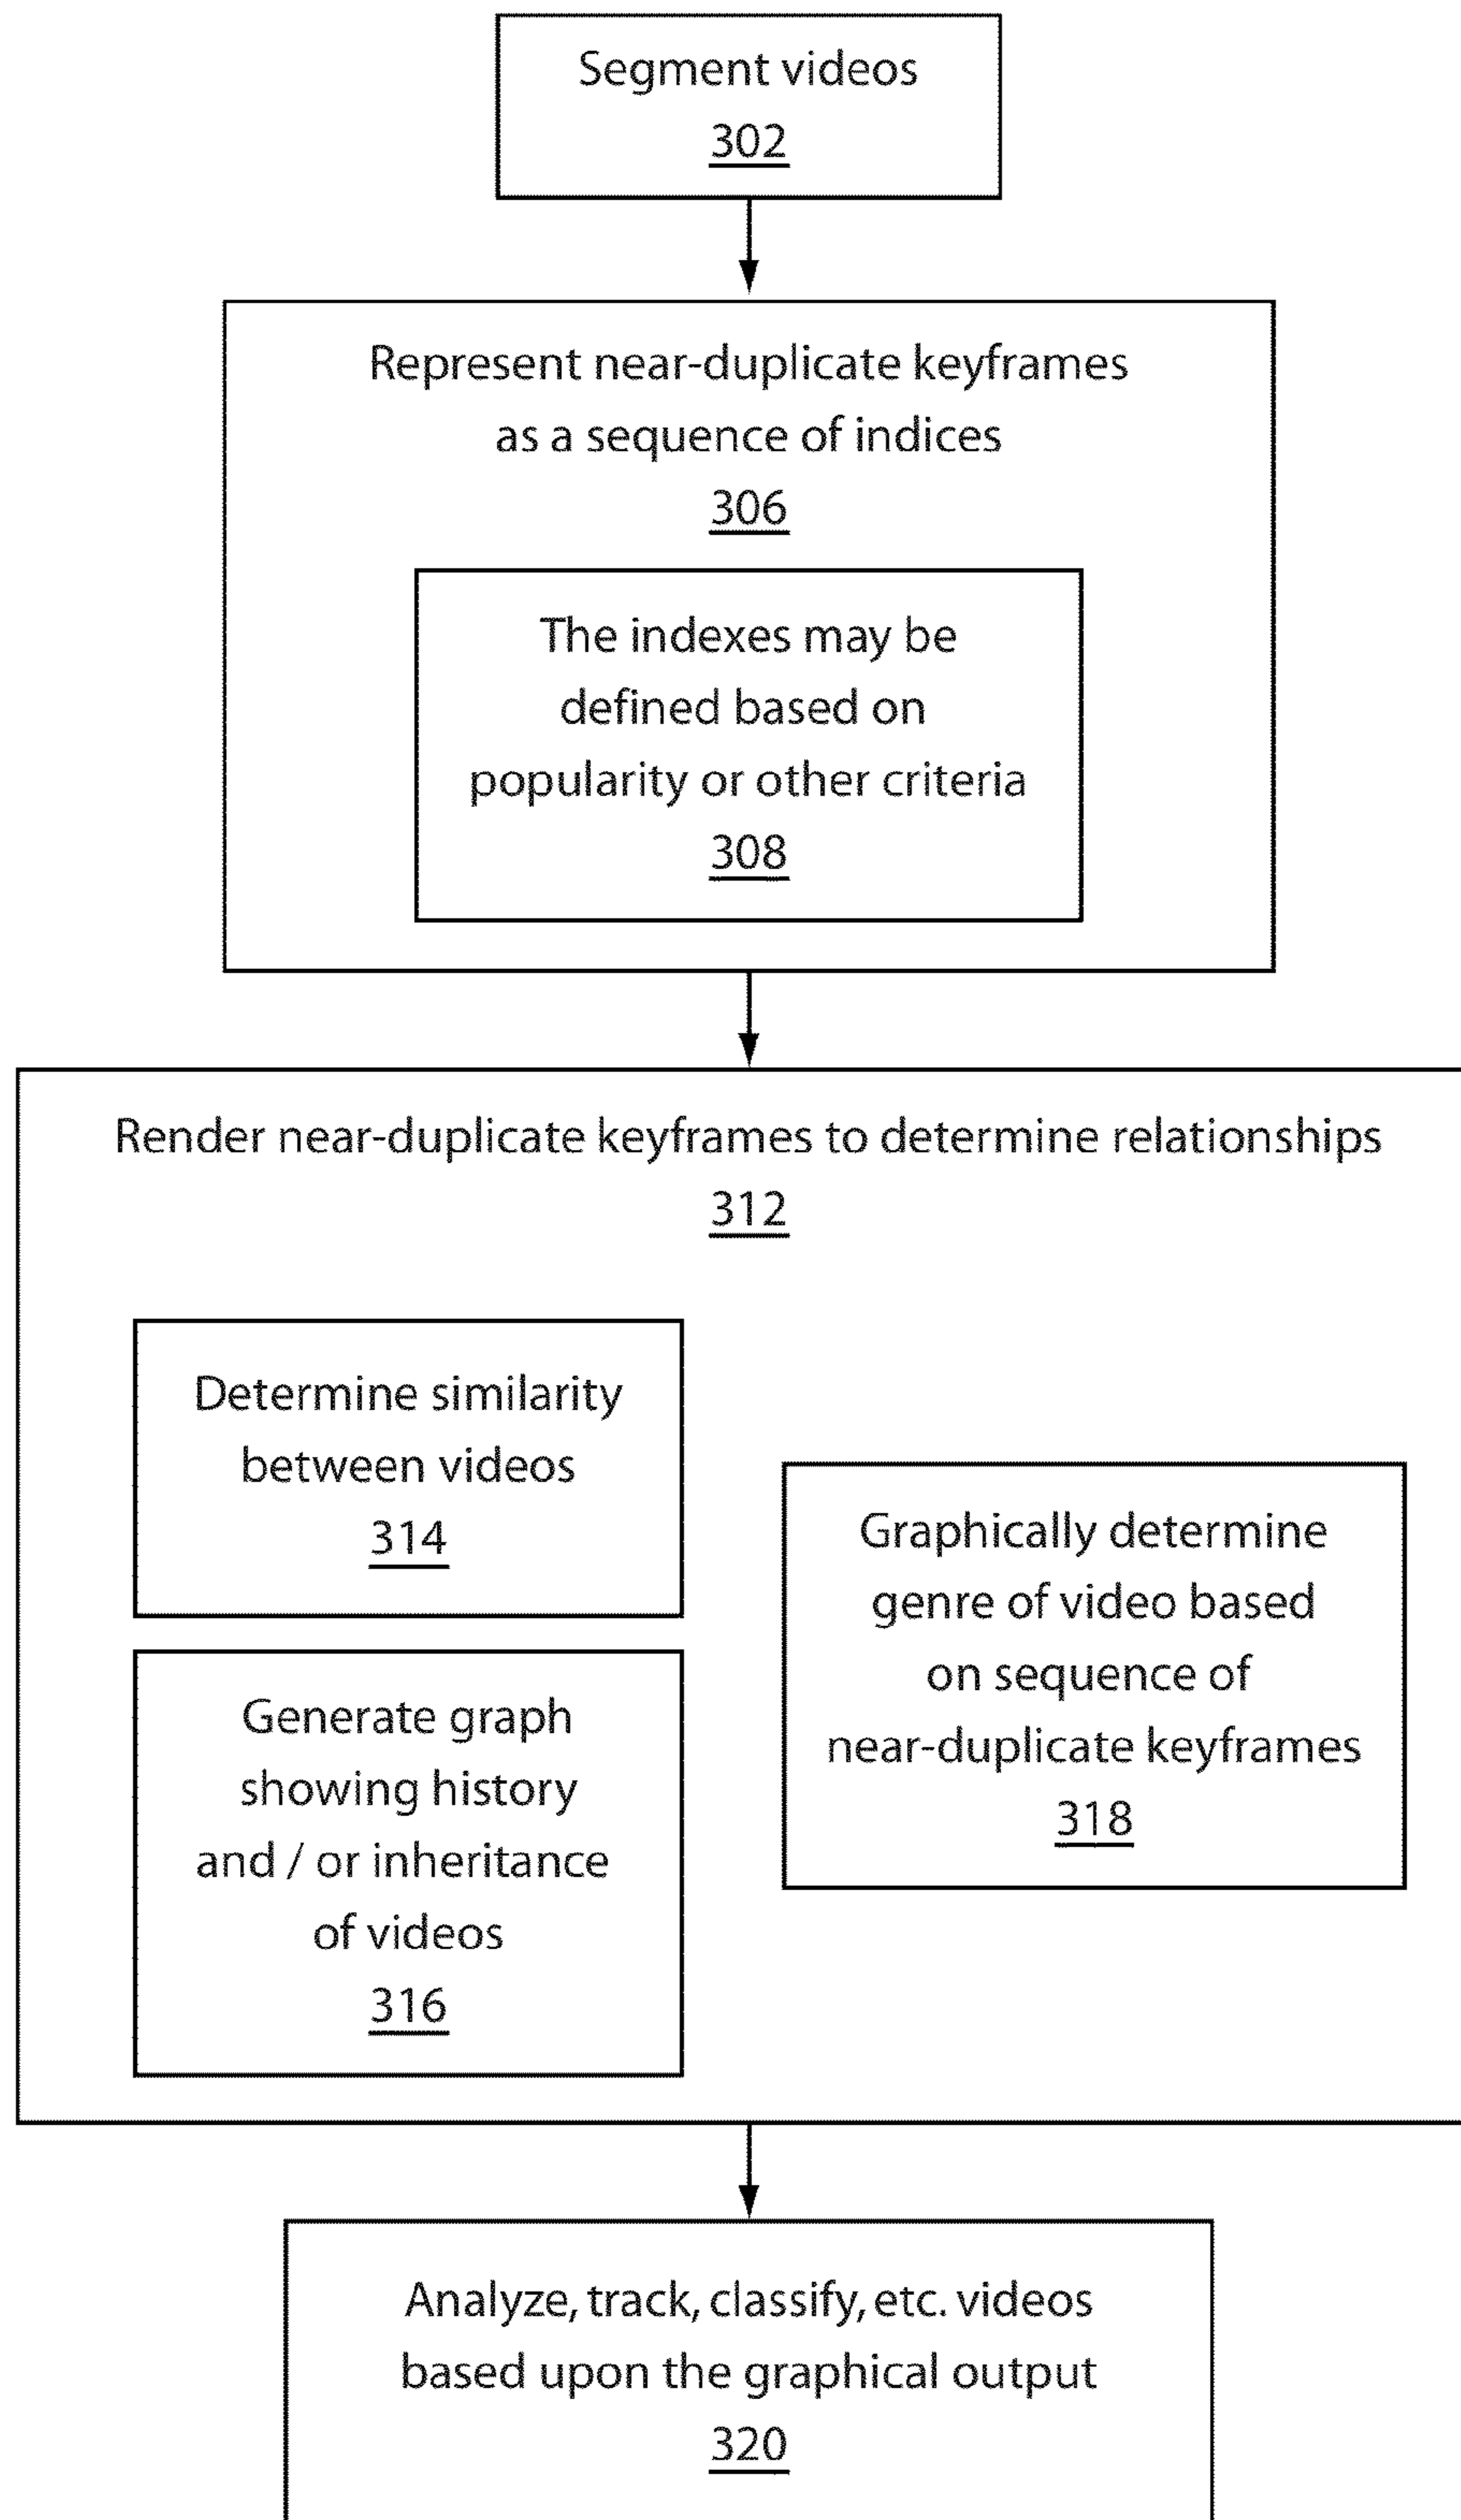 Segment videos
302
Represent near-duplicate keyframes
as a sequence of indices
306
The indexes may be
defined based on
popularity or other criteria
308
Render near-duplicate keyframes to determine relationships
312
Determine similarity
between videos
314
Generate graph
showing history
and / or inheritance
of videos
316
Graphically determine
genre of video based
on sequence of
near-duplicate keyframes
318
Analyze, track, classify, etc. videos
based upon the graphical output
320